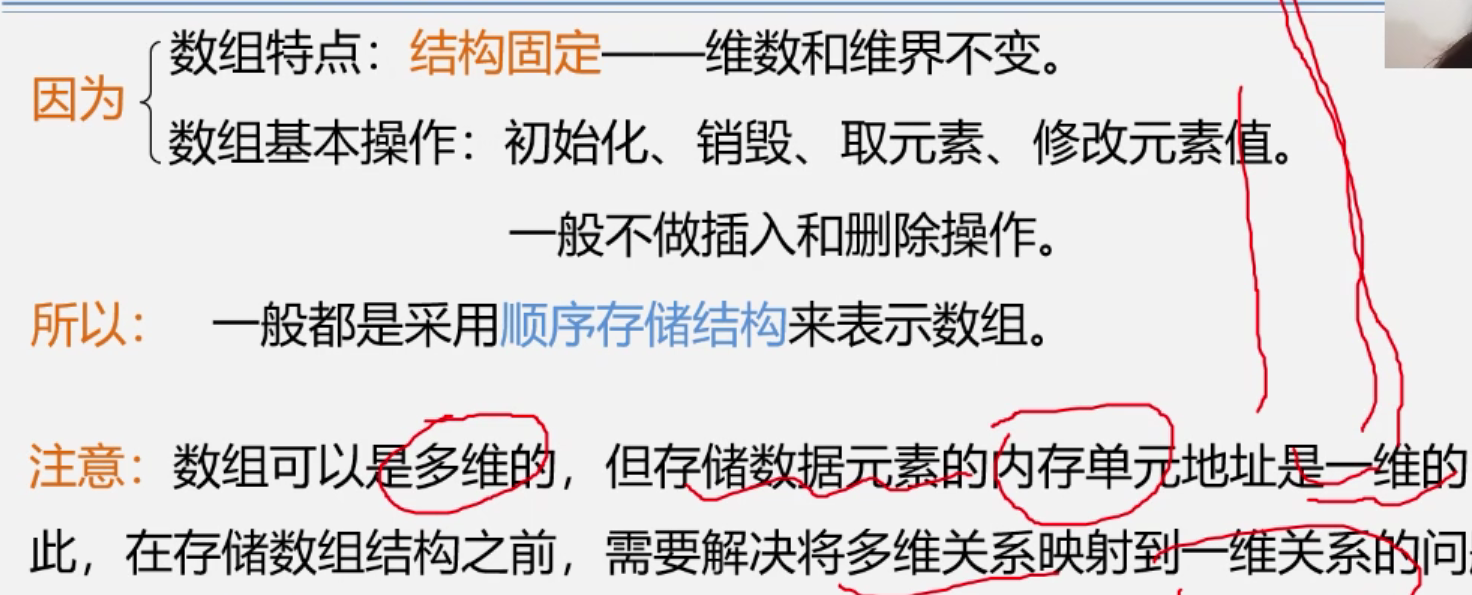 因为
数组特点：结构固定——维数和维界不变。
数组基本操作：初始化、销毁、取元素、修改元素值。
一般不做插入和删除操作。
所以： 一般都是采用顺序存储结构来表示数组。
注意：数组可以是多维的，但存储数据元素的内存单元地址是一维的
此，在存储数组结构之前，需要解决将多维关系映射到一维关系的问